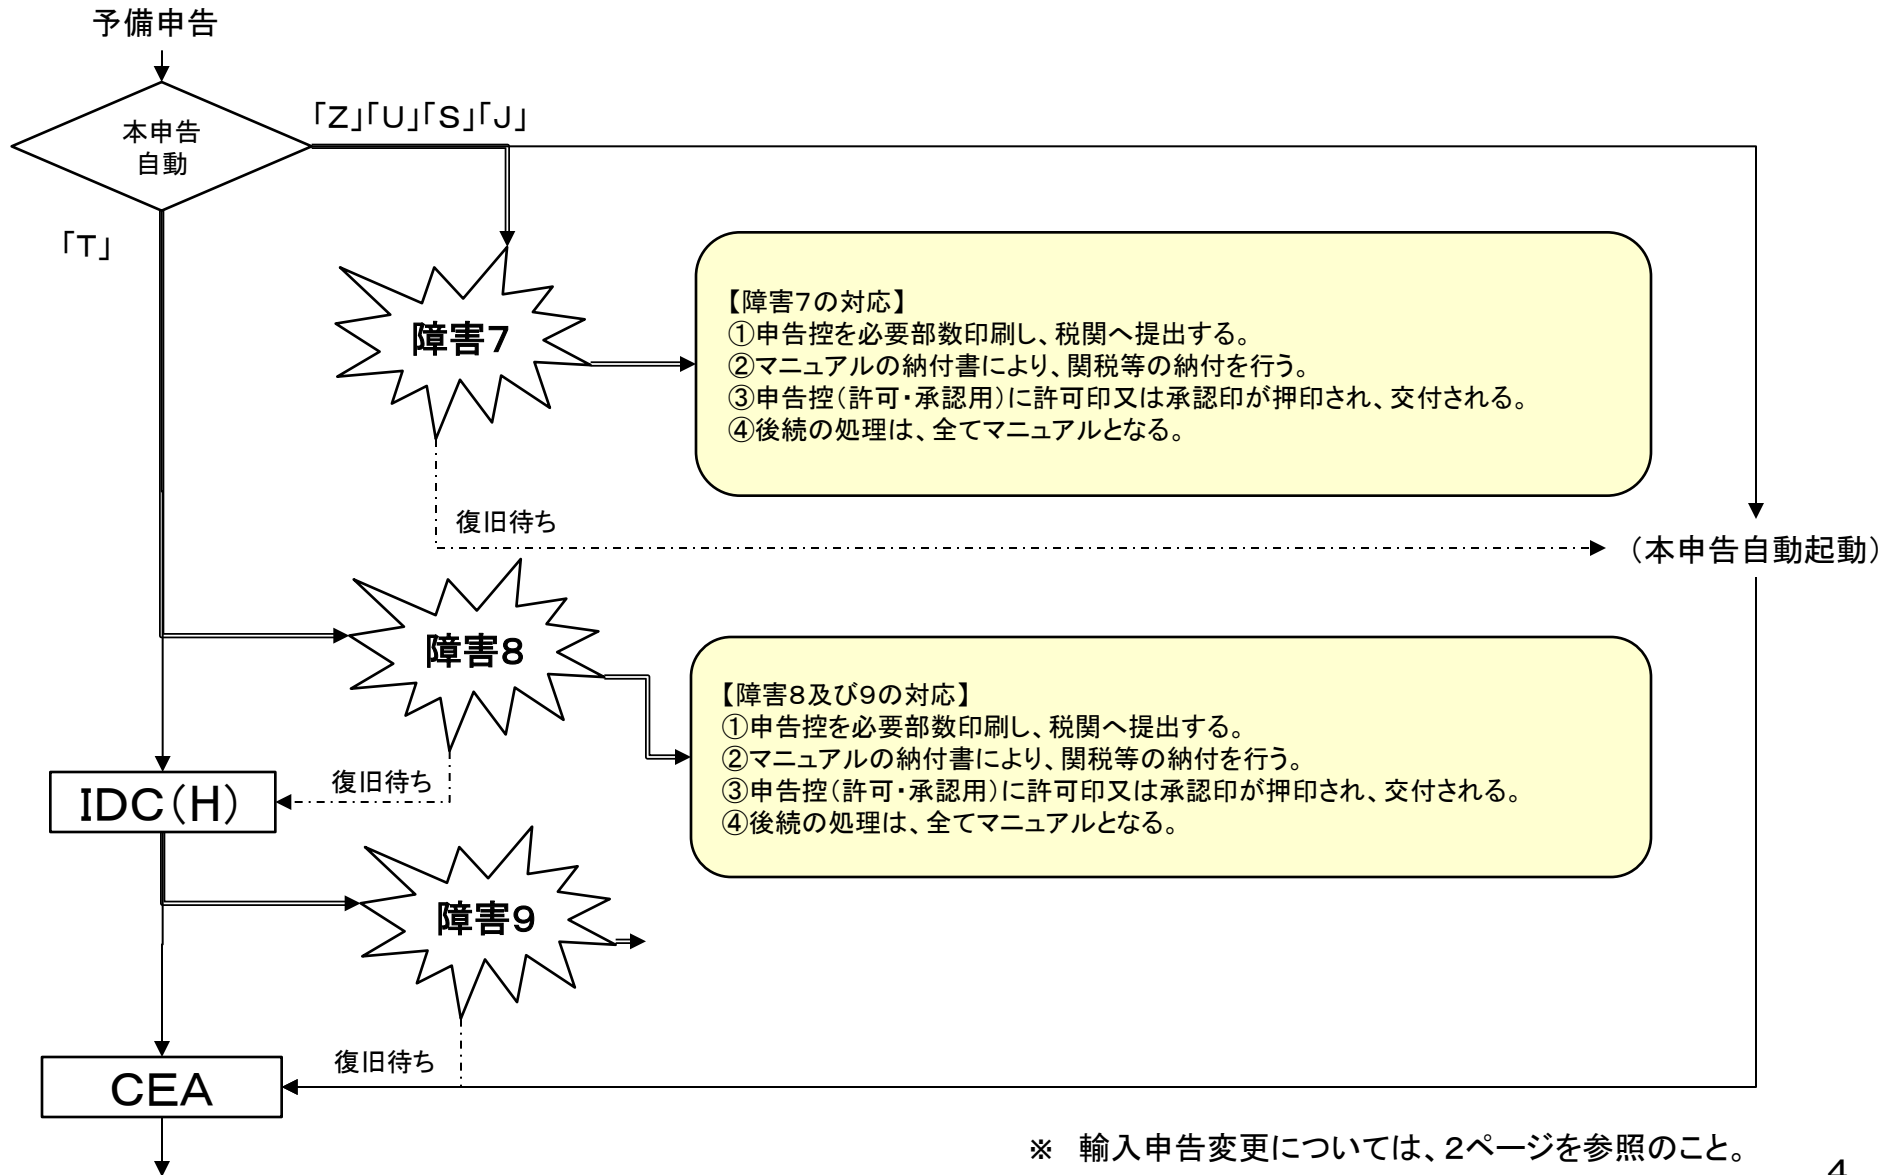 予備申告
本申告
自動
「Z」「U」「S」「J」
「T」
障害7
【障害7の対応】
①申告控を必要部数印刷し、税関へ提出する。
②マニュアルの納付書により、関税等の納付を行う。
③申告控(許可・承認用)に許可印又は承認印が押印され、交付される。
④後続の処理は、全てマニュアルとなる。
復旧待ち
(本申告自動起動)
障害8
【障害8及び9の対応】
①申告控を必要部数印刷し、税関へ提出する。
②マニュアルの納付書により、関税等の納付を行う。
③申告控(許可・承認用)に許可印又は承認印が押印され、交付される。
④後続の処理は、全てマニュアルとなる。
復旧待ち
IDC(H)
障害9
復旧待ち
CEA
※ 輸入申告変更については、2ページを参照のこと。
4